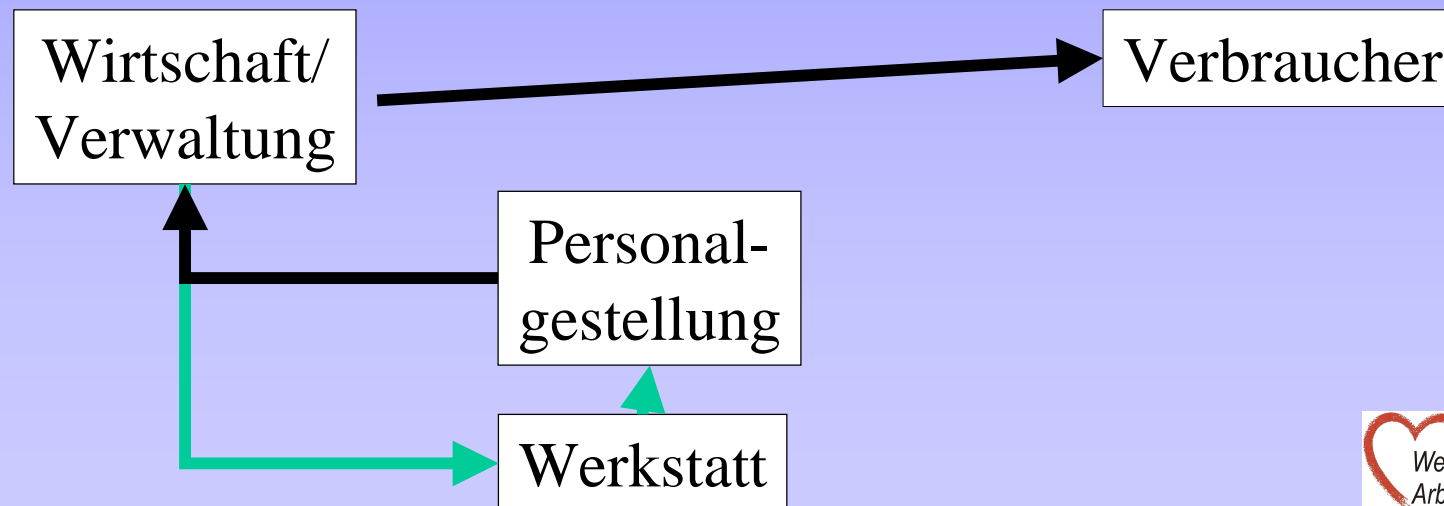 Wirtschaft/
Verwaltung
Verbraucher
Personal-
gestellung
Werkstatt